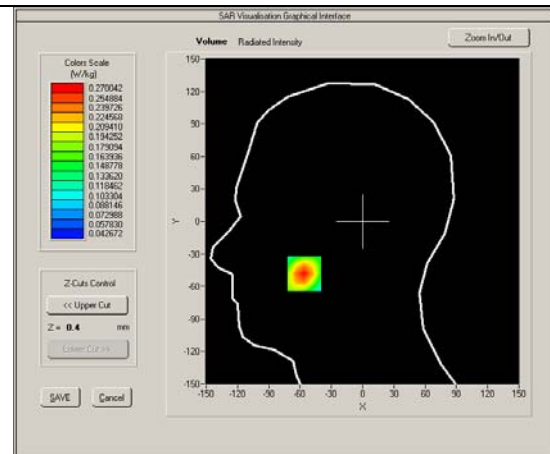 SAR Visualisation Graphical Interface
Volume Radiated Intensity
Zoom In/Out
Colors Scale
(W/kg)
0.270042
0.254884
0.239726
0.224568
0.209410
0.194252
0.179094
0.163936
0.148778
0.133620
0.118462
0.103304
0.088146
0.072988
0.057830
0.042672
Z-Cuts Control
<< Upper Cut
Z = 0.4 mm
Lower Cut >>
SAVE Cancel
150
120
90
60
30
Y 0
-30
-60
-90
-120
-150
-150 -120 -90 -60 -30 0 30 60 90 120 150
X